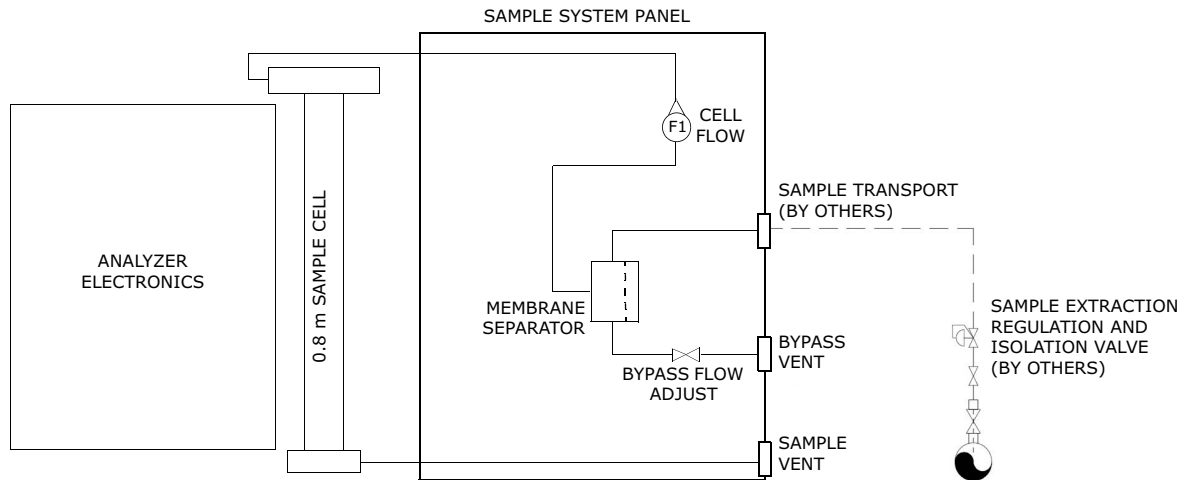 SAMPLE SYSTEM PANEL
F1
CELL
FLOW
SAMPLE TRANSPORT
(BY OTHERS)
ANALYZER
ELECTRONICS
0.8 m SAMPLE CELL
MEMBRANE
SEPARATOR
SAMPLE EXTRACTION
REGULATION AND
ISOLATION VALVE
(BY OTHERS)
BYPASS
VENT
BYPASS FLOW
ADJUST
SAMPLE
VENT